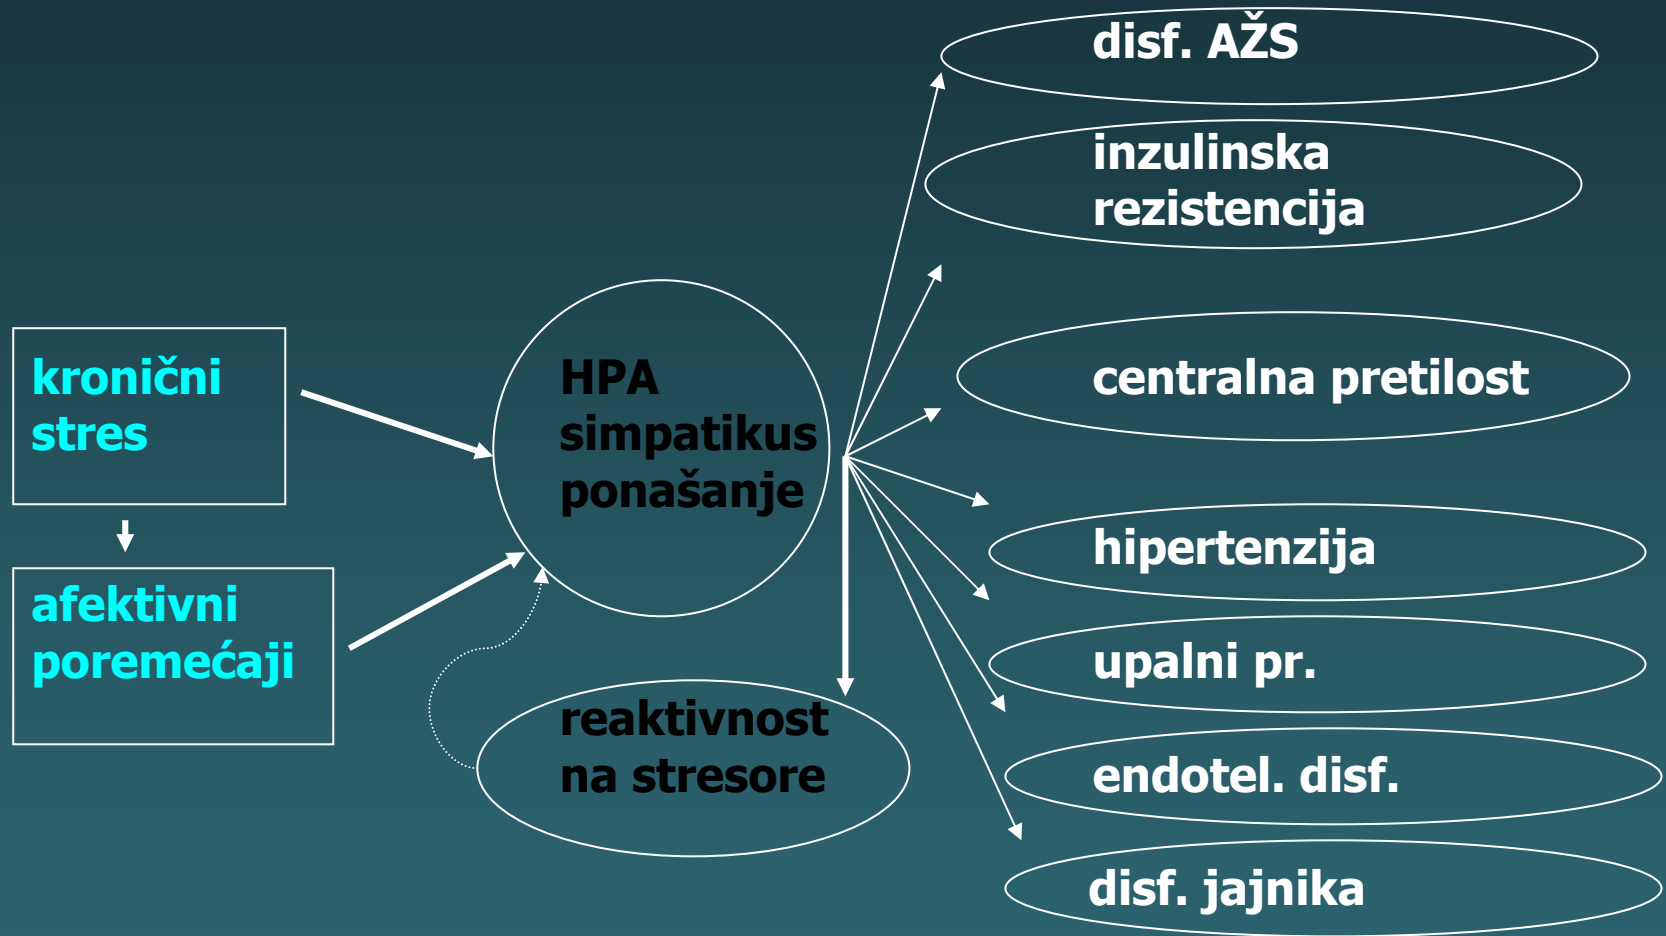 kronični
stres
afektivni
poremećaji
HPA
simpatikus
ponašanje
reaktivnost
na stresore
disf. AŽS
inzulinska
rezistencija
centralna pretilost
hipertenzija
upalni pr.
endotel. disf.
disf. jajnika